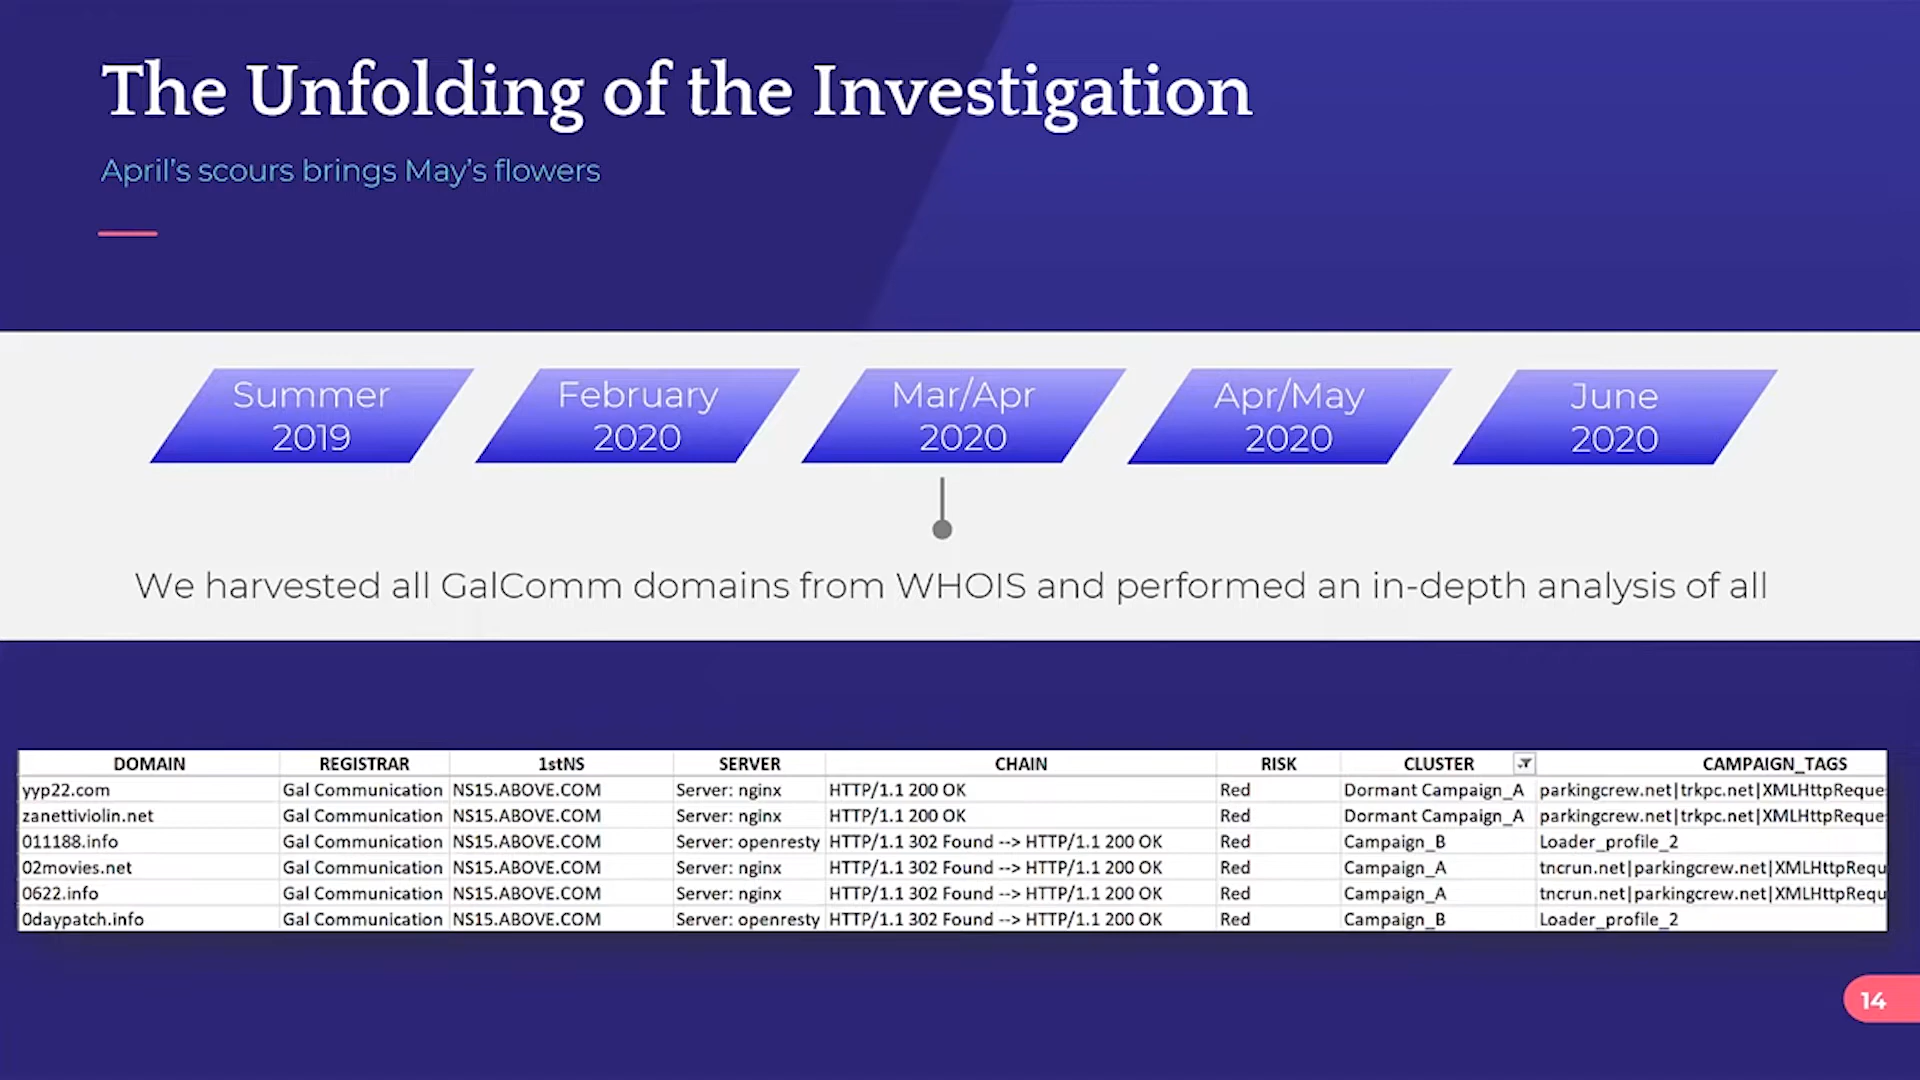 The Unfolding of the Investigation
April's scours brings May's flowers
Summer 2019
February 2020
Mar/Apr 2020
Apr/May 2020
June 2020
We harvested all GalComm domains from WHOIS and performed an in-depth analysis of all
DOMAIN REGISTRAR 1stNS SERVER CHAIN RISK CLUSTER CAMPAIGN_TAGS
yyp22.com Gal Communication NS15.ABOVE.COM Server: nginx HTTP/1.1 200 OK Red Dormant Campaign_A parkingcrew.net|trkpc.net|XMLHttpReque
zanettiviolin.net Gal Communication NS15.ABOVE.COM Server: nginx HTTP/1.1 200 OK Red Dormant Campaign_A parkingcrew.net|trkpc.net|XMLHttpReque
011188.info Gal Communication NS15.ABOVE.COM Server: openresty HTTP/1.1 302 Found --> HTTP/1.1 200 OK Red Campaign_B Loader_profile_2
02movies.net Gal Communication NS15.ABOVE.COM Server: nginx HTTP/1.1 302 Found --> HTTP/1.1 200 OK Red Campaign_A tncrun.net|parkingcrew.net|XMLHttpRequ
0622.info Gal Communication NS15.ABOVE.COM Server: nginx HTTP/1.1 302 Found --> HTTP/1.1 200 OK Red Campaign_A tncrun.net|parkingcrew.net|XMLHttpRequ
0daypatch.info Gal Communication NS15.ABOVE.COM Server: openresty HTTP/1.1 302 Found --> HTTP/1.1 200 OK Red Campaign_B Loader_profile_2
14